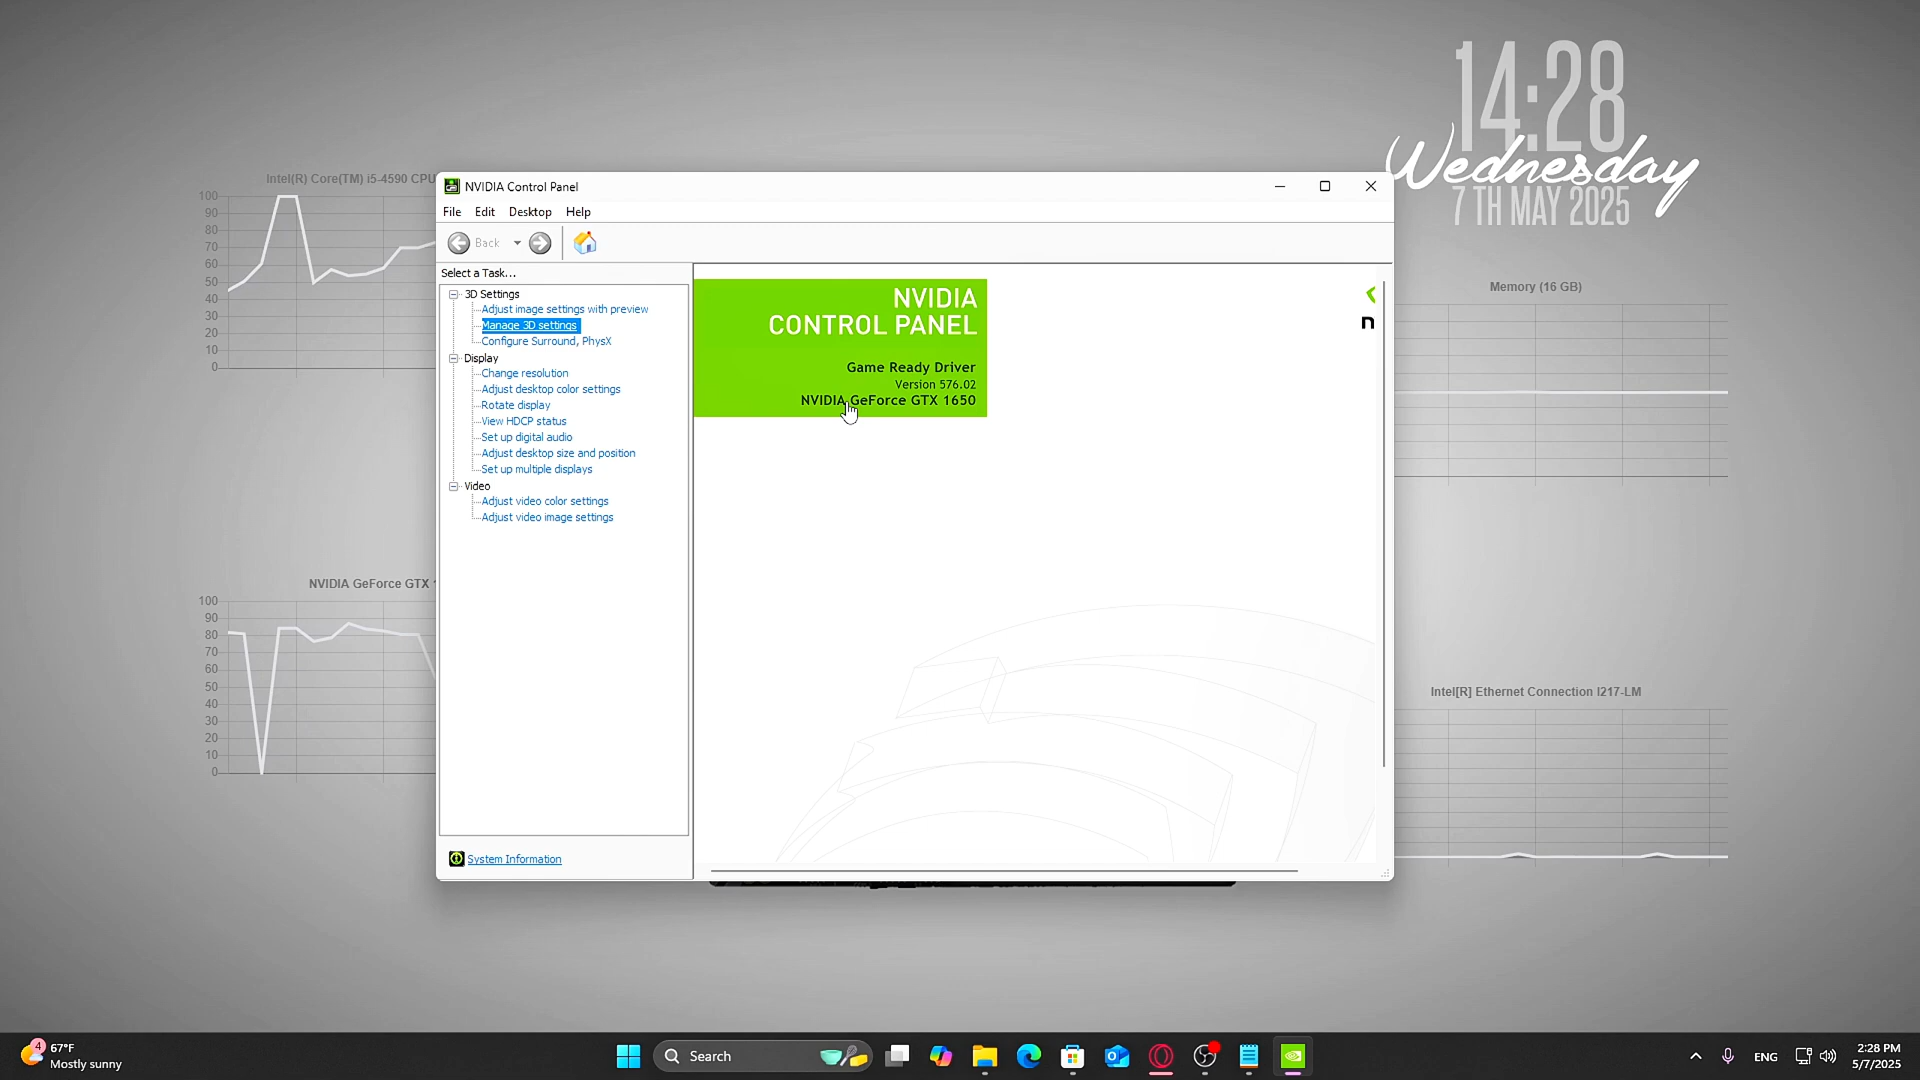 14:28
Wednesday
7 TH MAY 2025
Intel(R) Core(TM) i5-4590 CPU
100
90
80
70
60
50
40
30
20
10
0
NVIDIA GeForce GTX
100
90
80
70
60
50
40
30
20
10
0
NVIDIA Control Panel
File Edit Desktop Help
Back
Select a Task...
3D Settings
Adjust image settings with preview
Manage 3D settings
Configure Surround, PhysX
Display
Change resolution
Adjust desktop color settings
Rotate display
View HDCP status
Set up digital audio
Adjust desktop size and position
Set up multiple displays
Video
Adjust video color settings
Adjust video image settings
System Information
NVIDIA
CONTROL PANEL
Game Ready Driver
Version 576.02
NVIDIA GeForce GTX 1650
n
Memory (16 GB)
Intel[R] Ethernet Connection I217-LM
4
67°F
Mostly sunny
Search
ENG
2:28 PM
5/7/2025